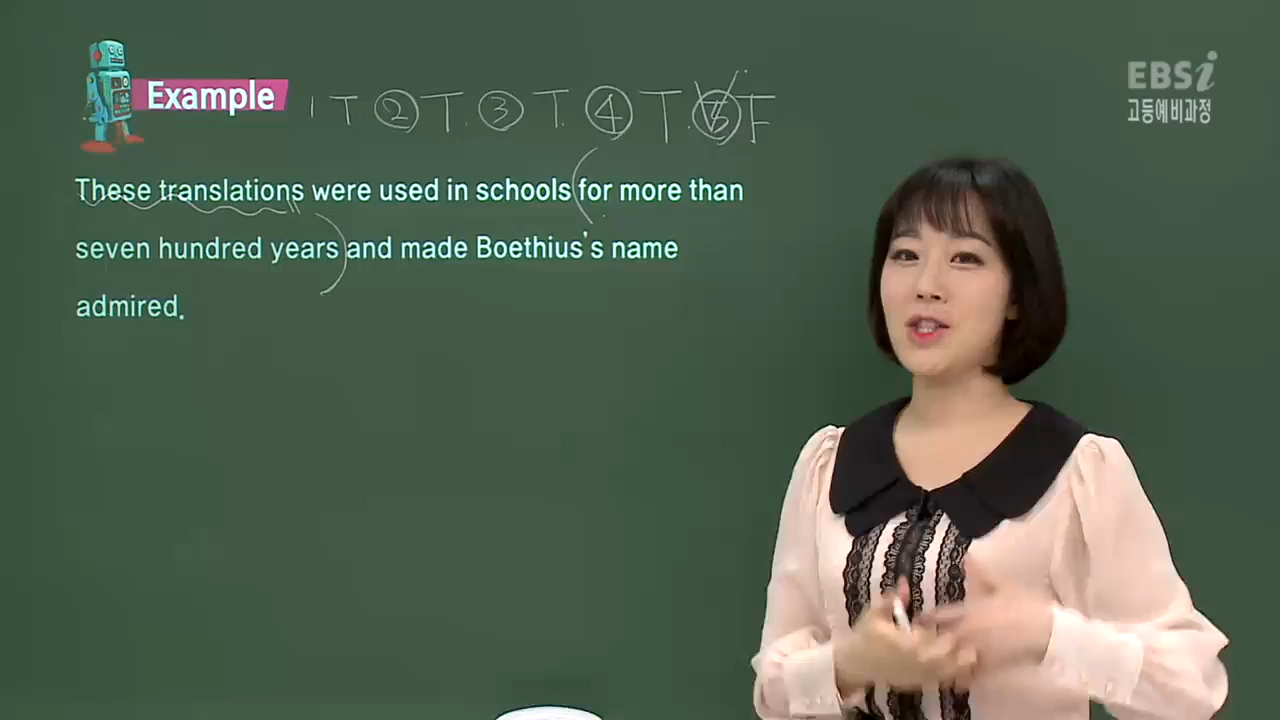 Example 1 T. ② T. ③ T. ④ T. ⑤ F
EBSi
고등예비과정
These translations were used in schools for more than
seven hundred years and made Boethius's name
admired.